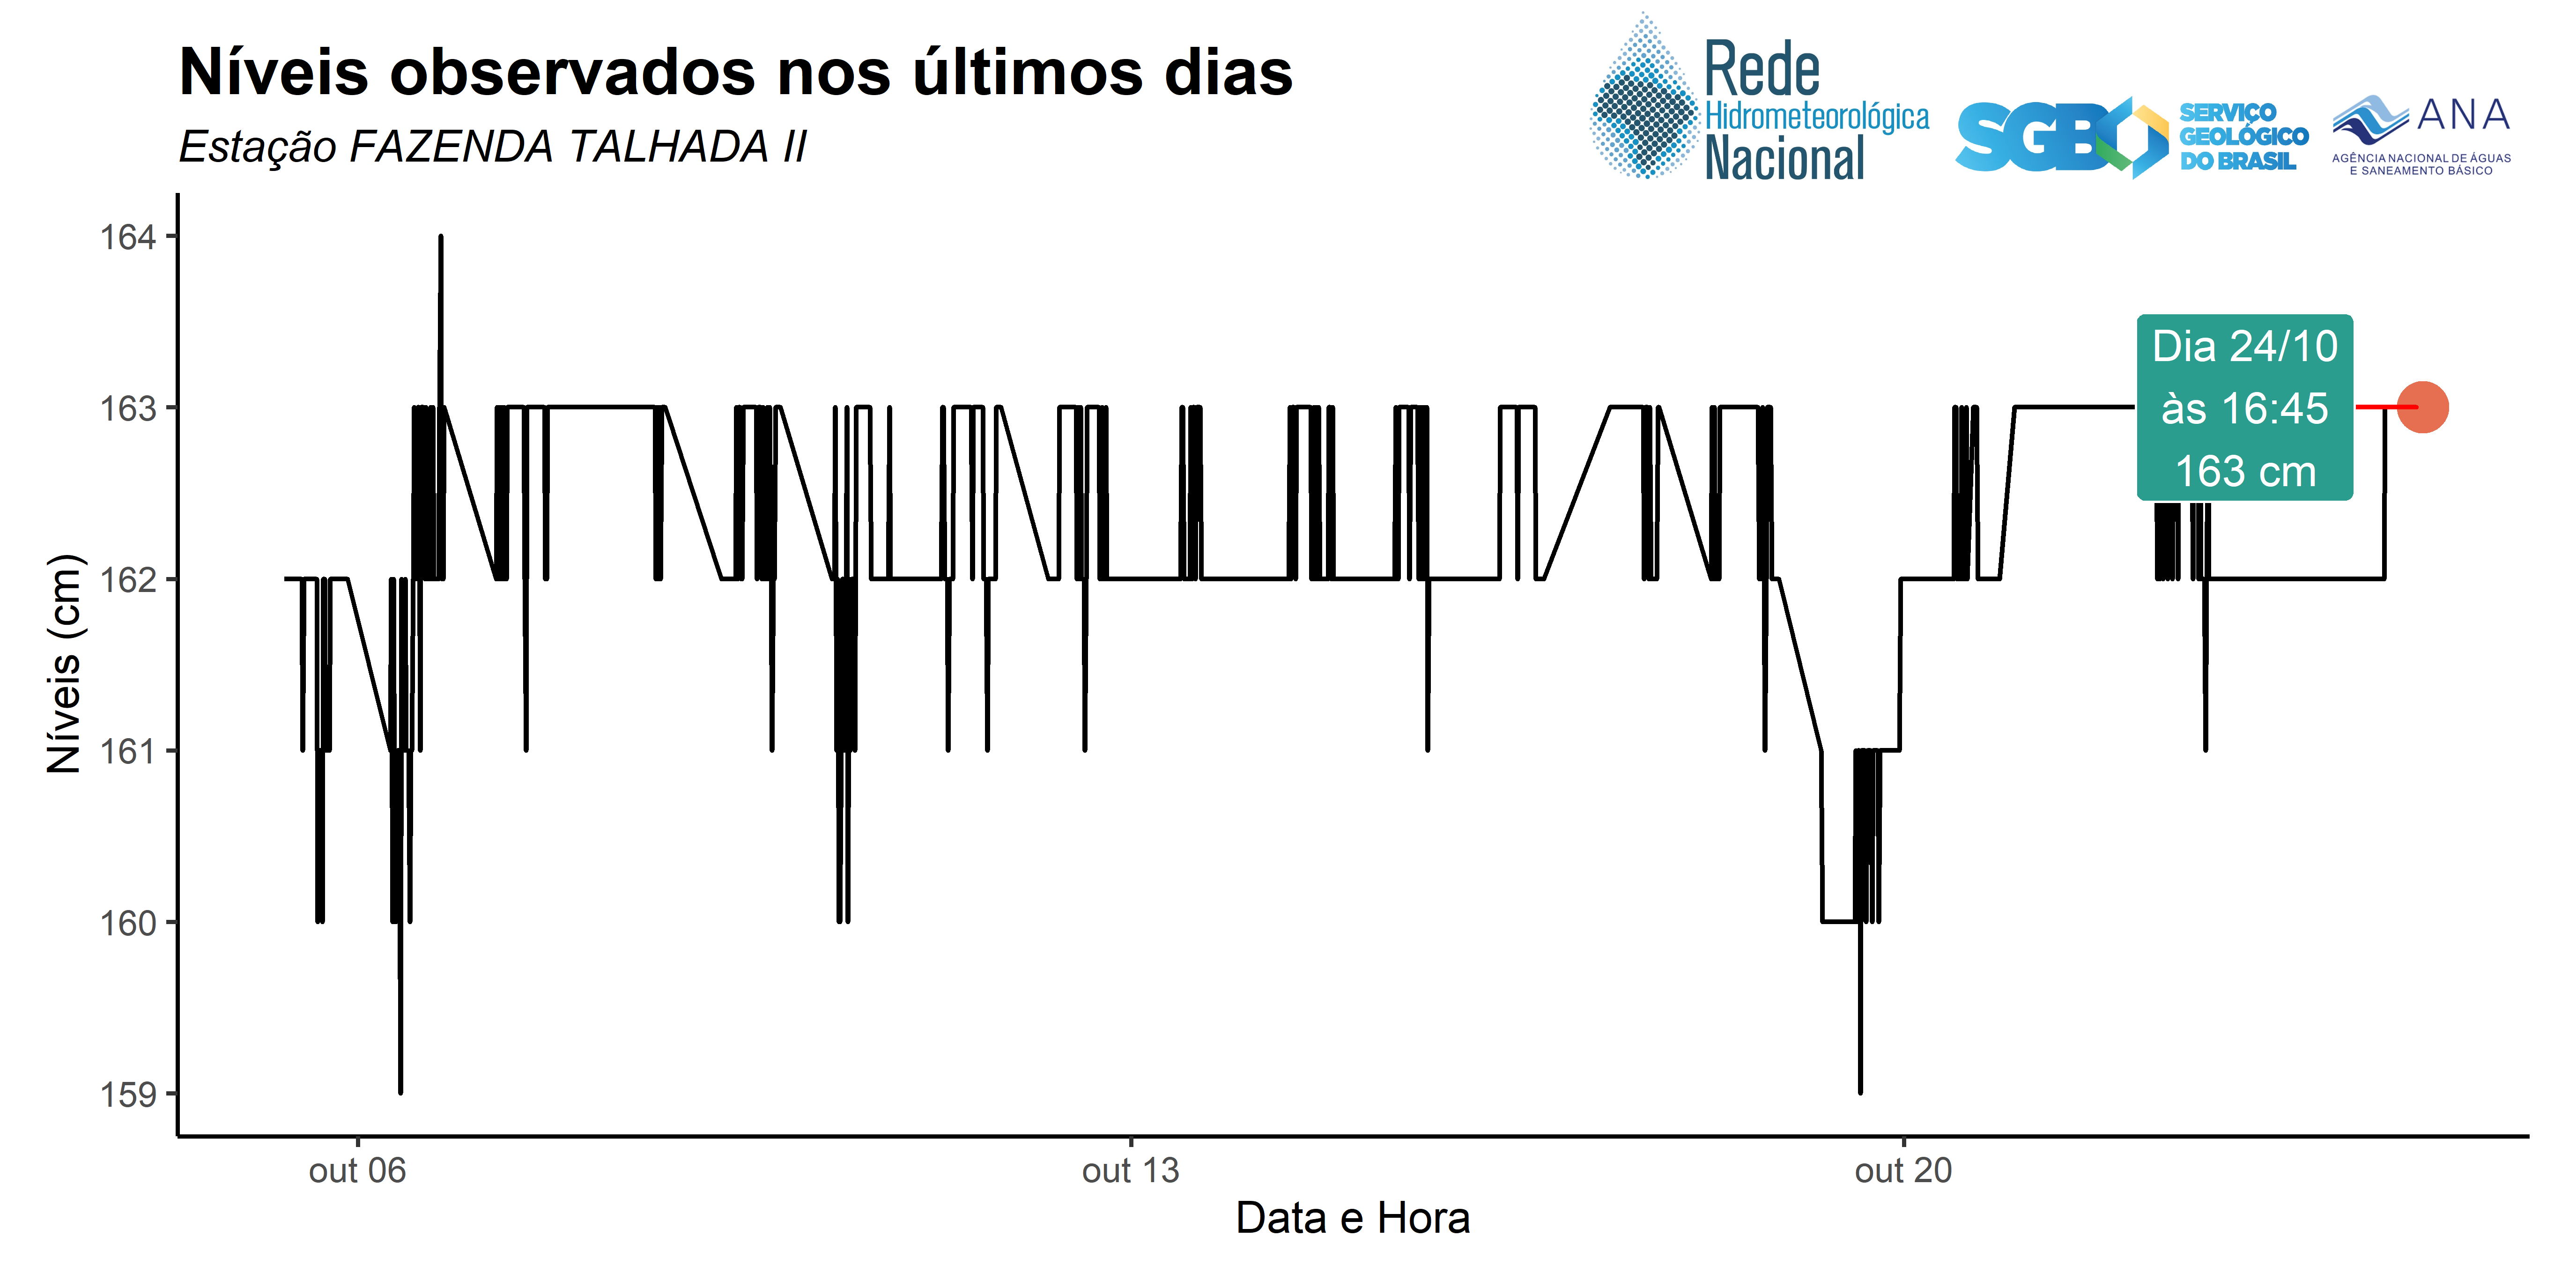 Níveis observados nos últimos dias
Estação FAZENDA TALHADA II
Rede
Hidrometeorológica
Nacional
SGB
SERVIÇO
GEOLÓGICO
DO BRASIL
ANA
AGÊNCIA NACIONAL DE ÁGUAS
E SANEAMENTO BÁSICO
164
163
162
161
160
159
Níveis (cm)
Dia 24/10
às 16:45
163 cm
out 06
out 13
out 20
Data e Hora